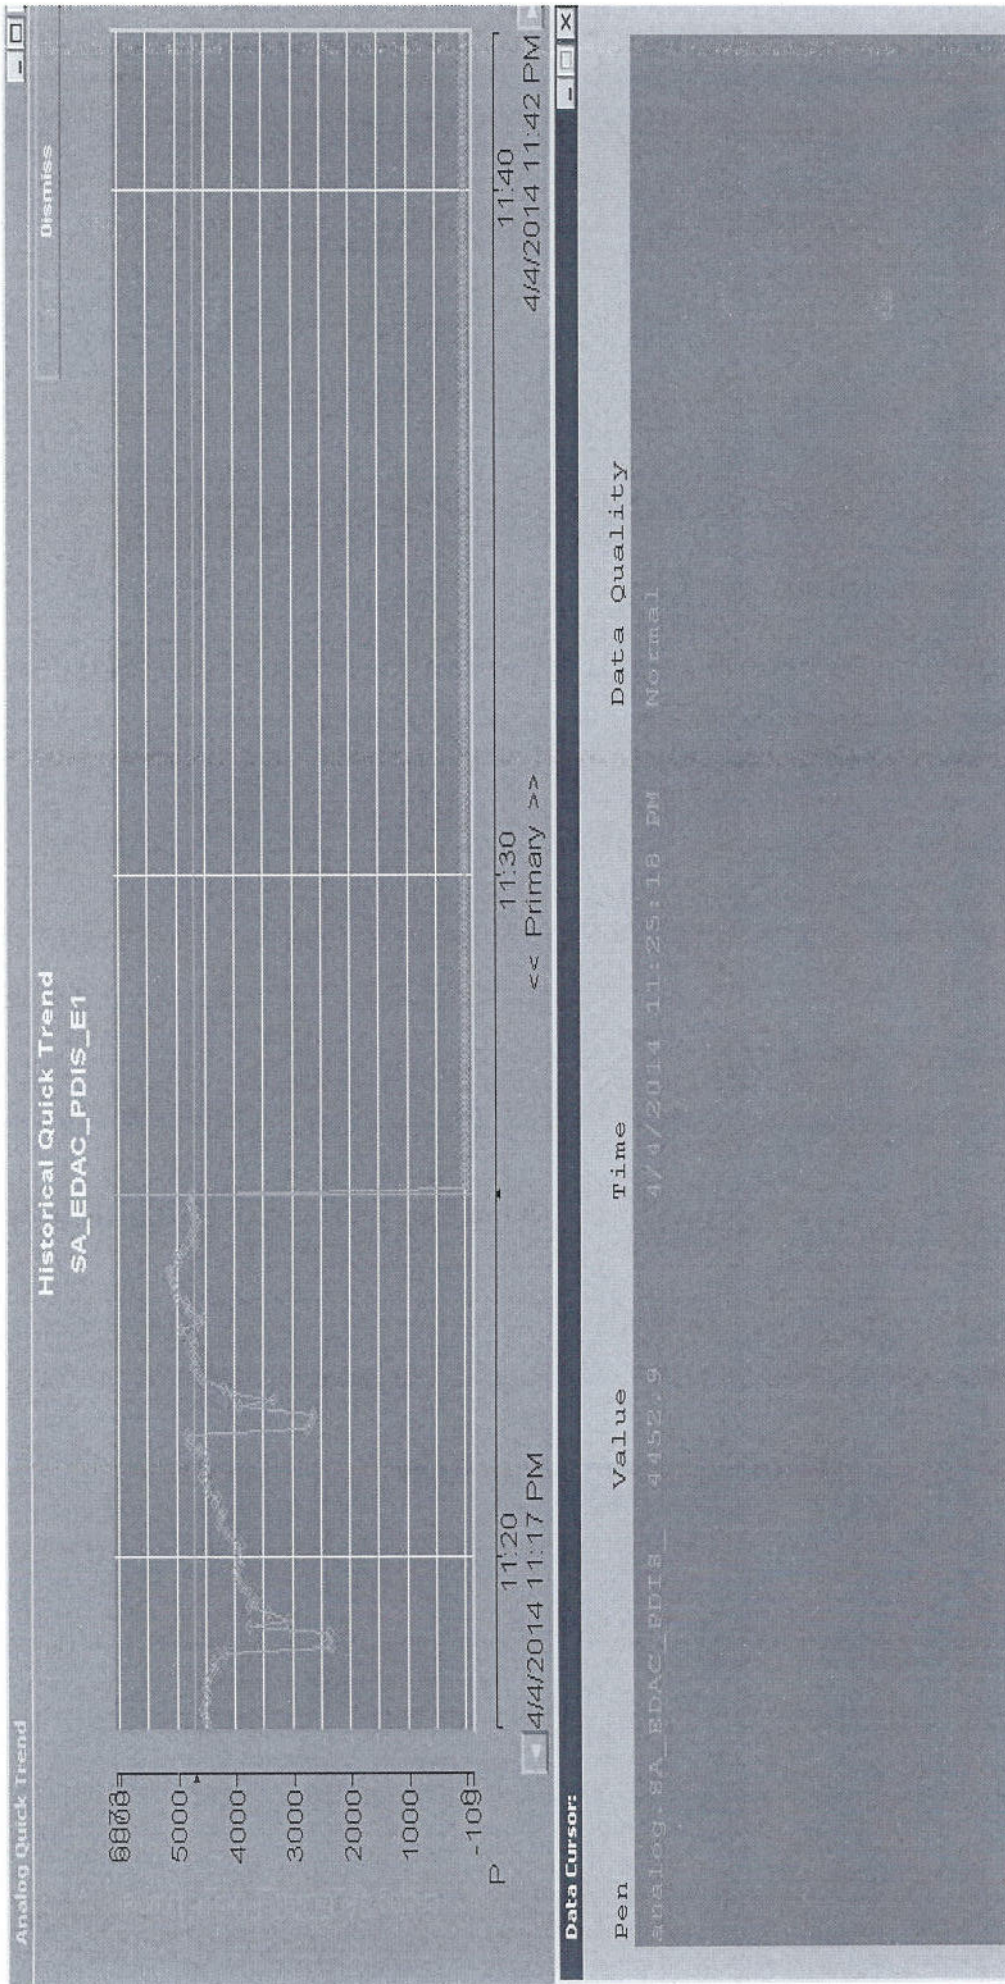 Analog Quick Trend
Historical Quick Trend
Dismiss
SA_EDAC_PDIS_E1
5000
4000
3000
2000
1000
P
11:20
11:30
11:40
4/4/2014 11:17 PM
<< Primary >>
4/4/2014 11:42 PM
Data Cursor:
Pen Value Time Data Quality
analog.SA_EDAC_PDIS_ 4452.9 4/4/2014 11:25:18 PM Normal